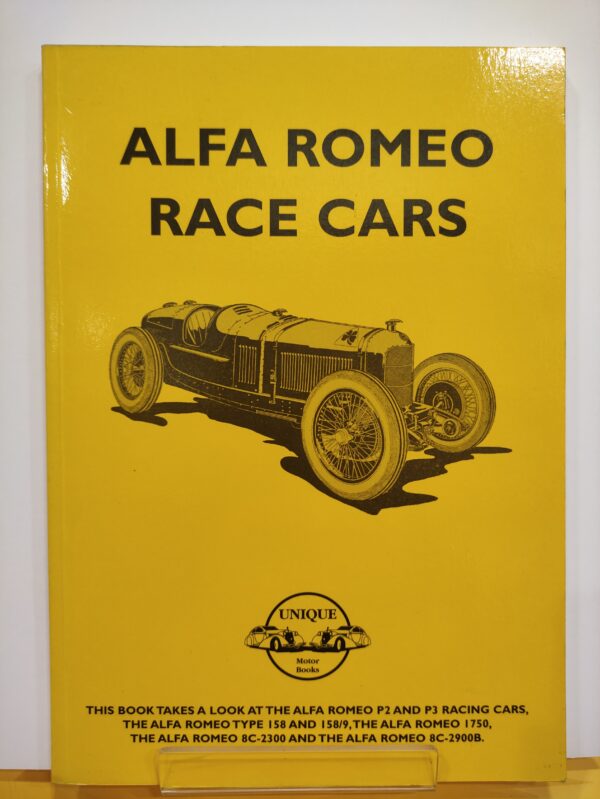 ALFA ROMEO
RACE CARS
UNIQUE
Motor
Books
THIS BOOK TAKES A LOOK AT THE ALFA ROMEO P2 AND P3 RACING CARS,
THE ALFA ROMEO TYPE 158 AND 158/9, THE ALFA ROMEO 1750,
THE ALFA ROMEO 8C-2300 AND THE ALFA ROMEO 8C-2900B.